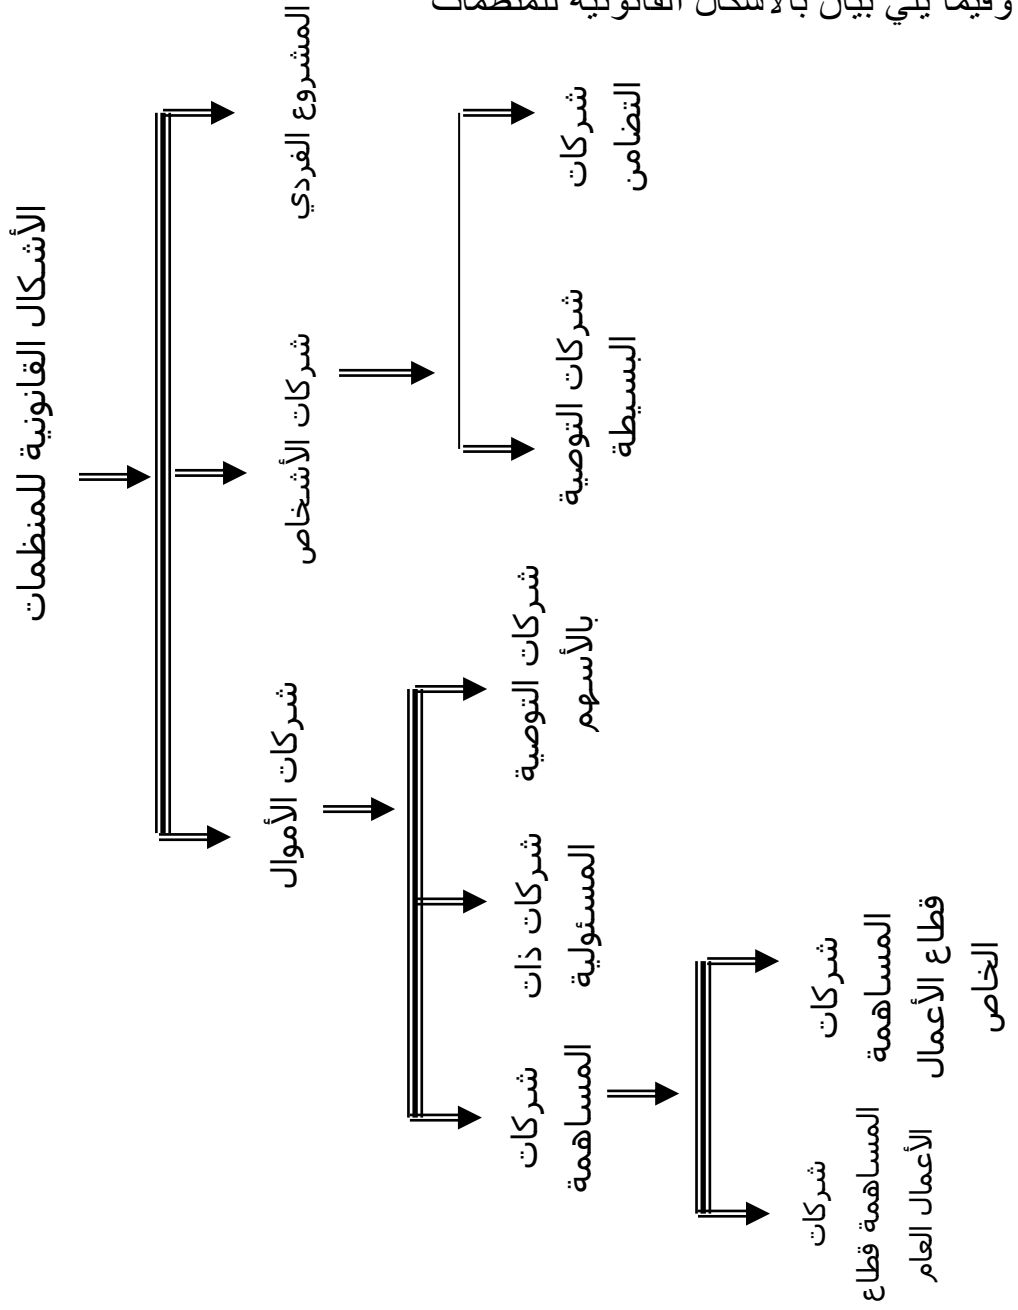 وفيما يلي بيان بالأشكال القانونية للمنظمات
الأشكال القانونية للمنظمات
المشروع الفردي
شركات الأشخاص
شركات الأموال
شركات
التضامن
شركات التوصية
البسيطة
شركات التوصية
بالأسهم
شركات ذات
المسئولية
شركات
المساهمة
شركات
المساهمة
قطاع الأعمال
الخاص
شركات
المساهمة قطاع
الأعمال العام